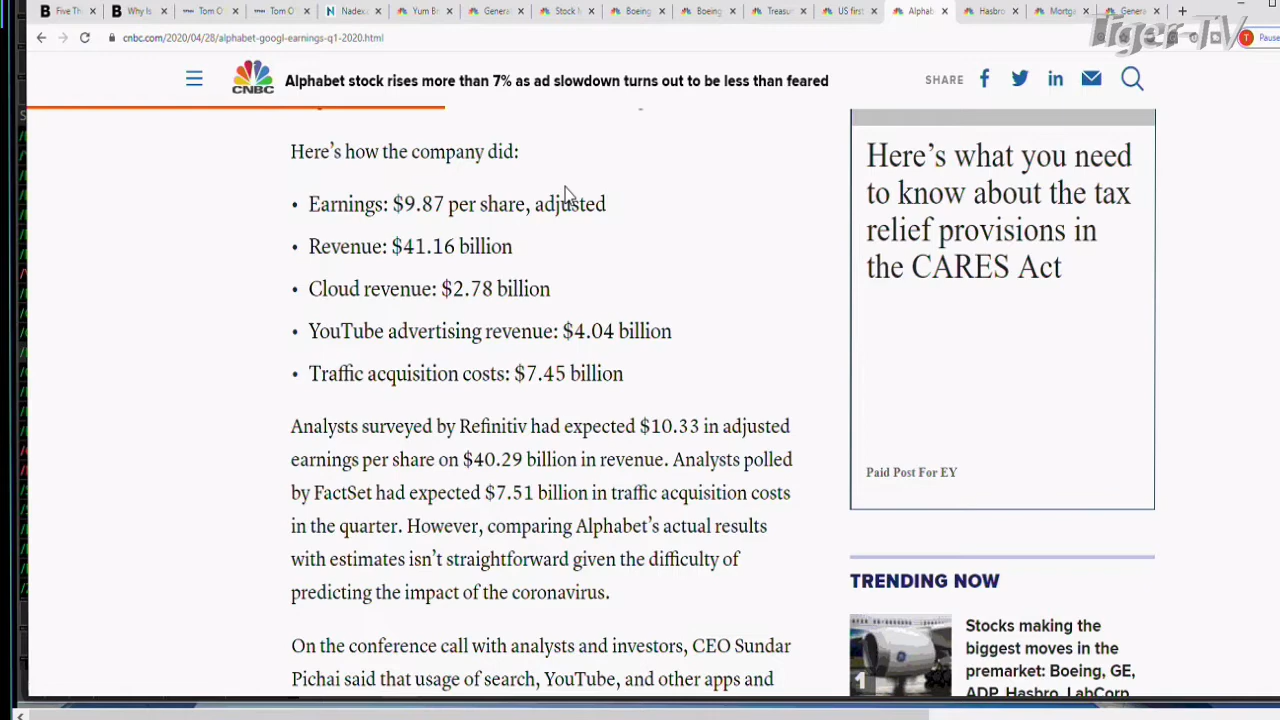 Five Th
Why Is
Tom O
Tom O
Nadex
Yum Br
General
Stock M
Boeing
Boeing
Treasur
US first
Alphab
Hasbro
Mortga
General
cnbc.com/2020/04/28/alphabet-googl-earnings-q1-2020.html
Tiger-TV
T
Pause
CNBC
Alphabet stock rises more than 7% as ad slowdown turns out to be less than feared
SHARE
Here's how the company did:
• Earnings: $9.87 per share, adjusted
• Revenue: $41.16 billion
• Cloud revenue: $2.78 billion
• YouTube advertising revenue: $4.04 billion
• Traffic acquisition costs: $7.45 billion
Analysts surveyed by Refinitiv had expected $10.33 in adjusted
earnings per share on $40.29 billion in revenue. Analysts polled
by FactSet had expected $7.51 billion in traffic acquisition costs
in the quarter. However, comparing Alphabet's actual results
with estimates isn't straightforward given the difficulty of
predicting the impact of the coronavirus.
On the conference call with analysts and investors, CEO Sundar
Pichai said that usage of search, YouTube, and other apps and
Here's what you need
to know about the tax
relief provisions in
the CARES Act
Paid Post For EY
TRENDING NOW
1
Stocks making the
biggest moves in the
premarket: Boeing, GE,
ADP, Hasbro, LabCorp